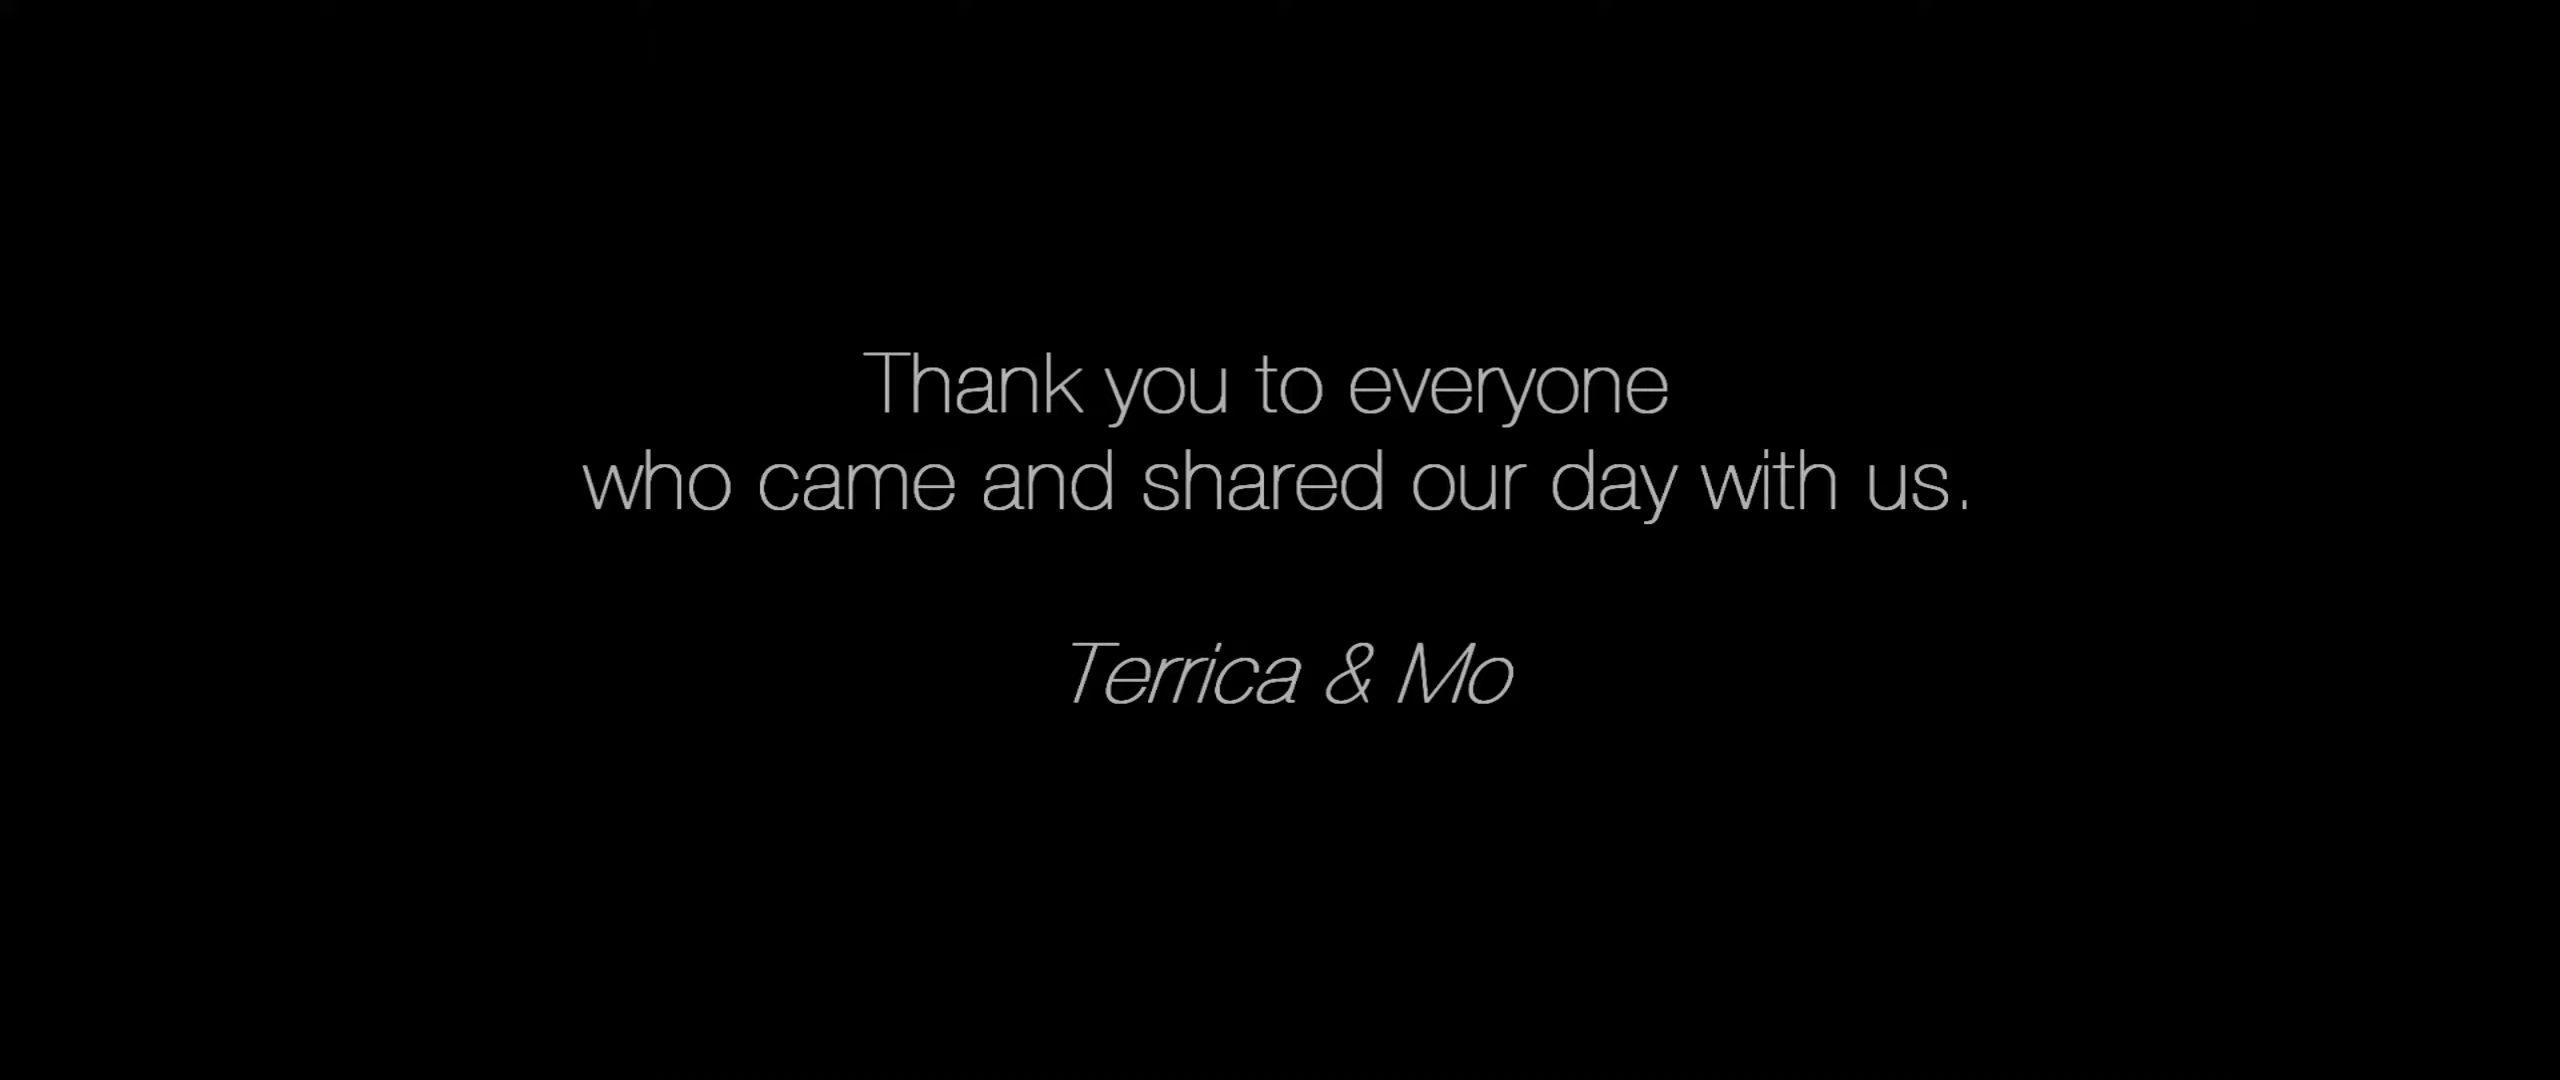 Thank you to everyone
who came and shared our day with us.
Terrica & Mo